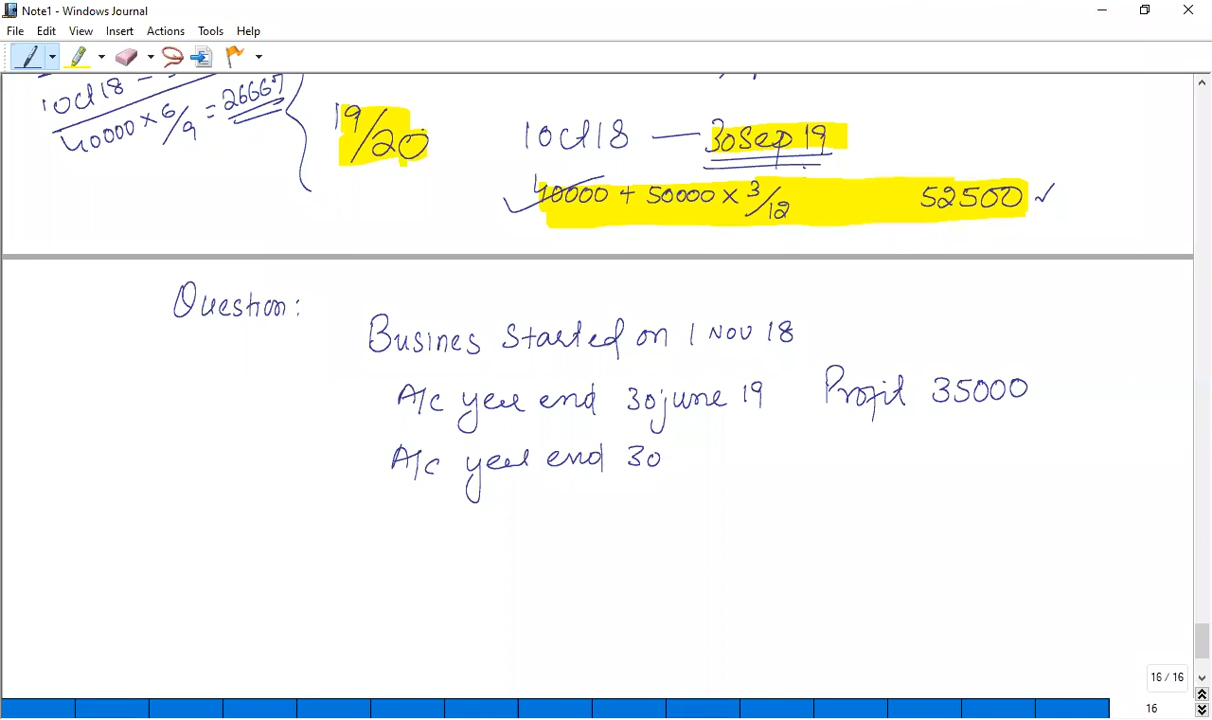 Note1 - Windows Journal
File Edit View Insert Actions Tools Help
1 Oct 18 -
40000 × 6/9 = 26667
19/20
1 Oct 18 — 30 Sep 19
40000 + 50000 × 3/12 52500 ✓
Question:
Busines Started on 1 Nov 18
A/c year end 30 june 19 Profit 35000
A/c year end 30
16 / 16
16